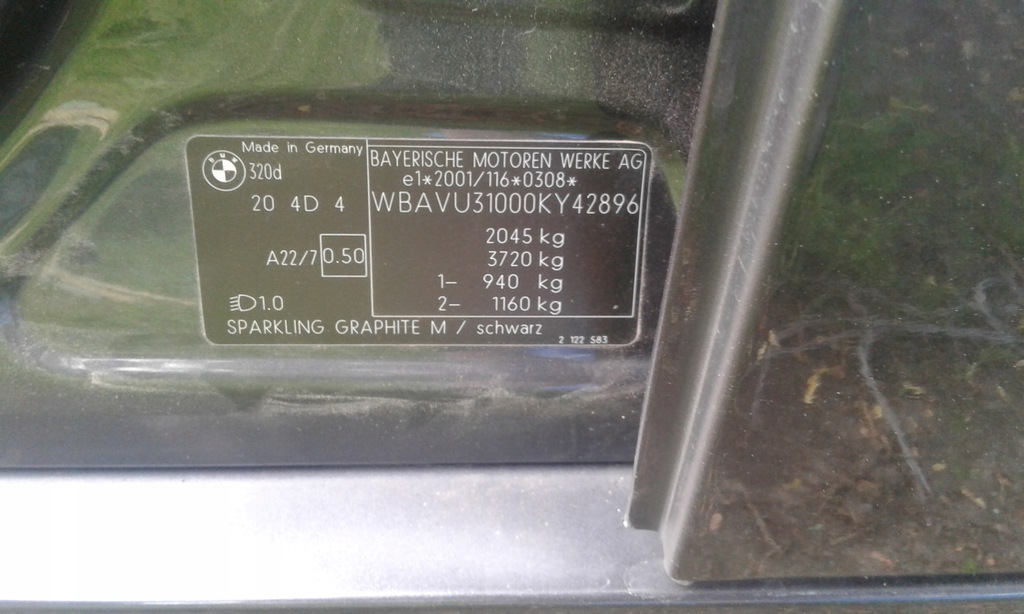 Made in Germany
BMW
320d
20 4D 4
A22/7 0.50
1.0
BAYERISCHE MOTOREN WERKE AG
e1*2001/116*0308*
WBAVU31000KY42896
2045 kg
3720 kg
1- 940 kg
2- 1160 kg
SPARKLING GRAPHITE M / schwarz
2 122 583